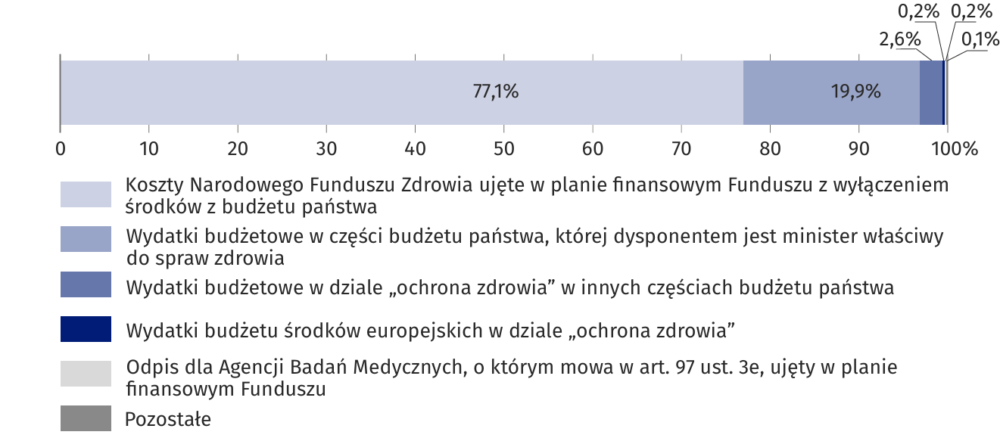 0,2% 0,2%
2,6% 0,1%
77,1% 19,9%
0 10 20 30 40 50 60 70 80 90 100%
Koszty Narodowego Funduszu Zdrowia ujęte w planie finansowym Funduszu z wyłączeniem
środków z budżetu państwa
Wydatki budżetowe w części budżetu państwa, której dysponentem jest minister właściwy
do spraw zdrowia
Wydatki budżetowe w dziale „ochrona zdrowia” w innych częściach budżetu państwa
Wydatki budżetu środków europejskich w dziale „ochrona zdrowia”
Odpis dla Agencji Badań Medycznych, o którym mowa w art. 97 ust. 3e, ujęty w planie
finansowym Funduszu
Pozostałe